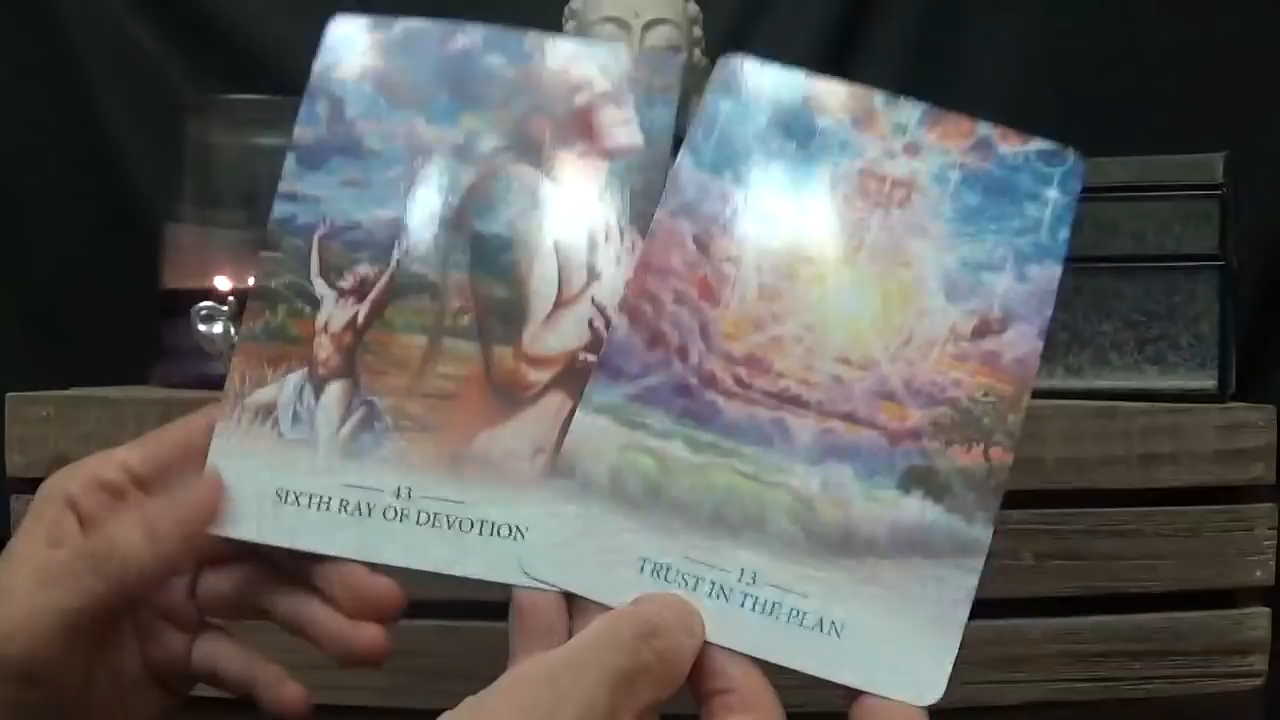 43
SIXTH RAY OF DEVOTION
13
TRUST IN THE PLAN